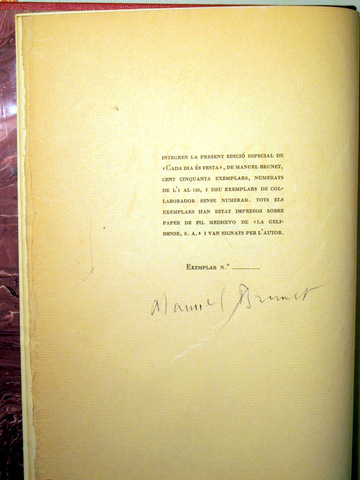 INTEGREN LA PRESENT EDICIÓ ESPECIAL DE
«CADA DIA ÉS FESTA», DE MANUEL BRUNET,
CENT CINQUANTA EXEMPLARS, NUMERATS
DE L'1 AL 150, I DEU EXEMPLARS DE COL-
LABORADOR SENSE NUMERAR. TOTS ELS
EXEMPLARS HAN ESTAT IMPRESOS SOBRE
PAPER DE FIL MEDIŒVO DE «LA GELI-
DENSE, S. A.» I VAN SIGNATS PER L'AUTOR.
EXEMPLAR N.º
Manuel Brunet